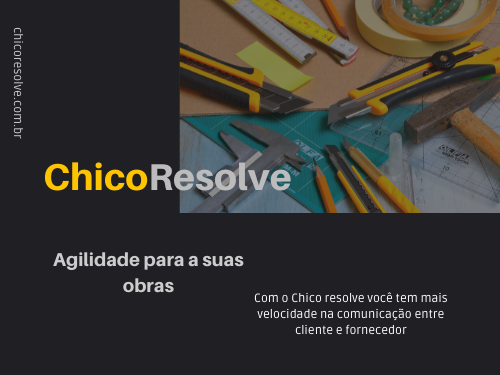 chicoresolve.com.br
ChicoResolve
Agilidade para a suas
obras
Com o Chico resolve você tem mais
velocidade na comunicação entre
cliente e fornecedor